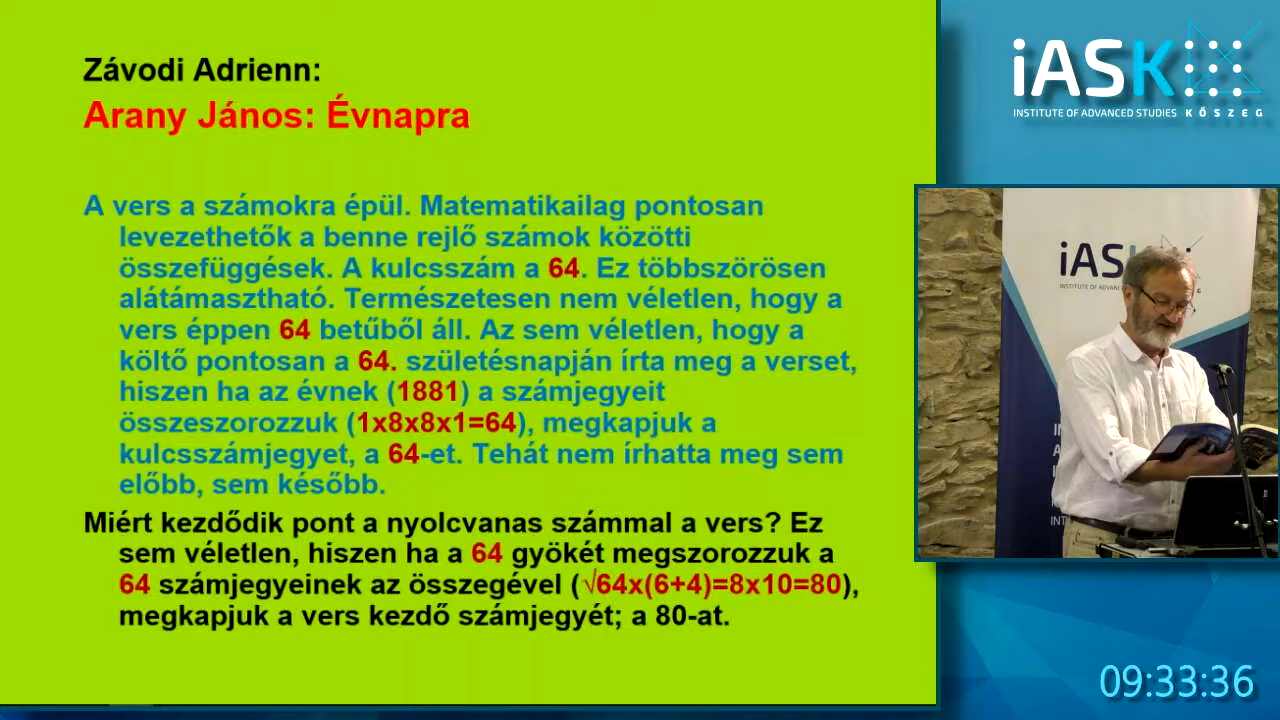 Závodi Adrienn:
Arany János: Évnapra
A vers a számokra épül. Matematikailag pontosan
levezethetők a benne rejlő számok közötti
összefüggések. A kulcsszám a 64. Ez többszörösen
alátámasztható. Természetesen nem véletlen, hogy a
vers éppen 64 betűből áll. Az sem véletlen, hogy a
költő pontosan a 64. születésnapján írta meg a verset,
hiszen ha az évnek (1881) a számjegyeit
összeszorozzuk (1x8x8x1=64), megkapjuk a
kulcsszámjegyet, a 64-et. Tehát nem írhatta meg sem
előbb, sem később.
Miért kezdődik pont a nyolcvanas számmal a vers? Ez
sem véletlen, hiszen ha a 64 gyökét megszorozzuk a
64 számjegyeinek az összegével (√64x(6+4)=8x10=80),
megkapjuk a vers kezdő számjegyét; a 80-at.
iASK
INSTITUTE OF ADVANCED STUDIES KŐSZEG
iAS
09:33:36